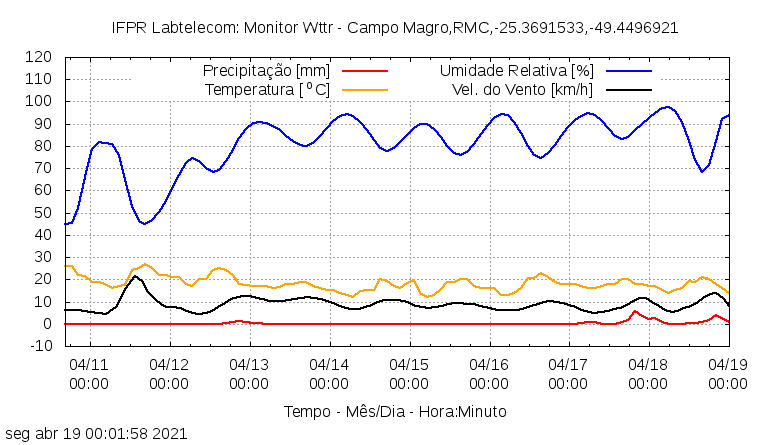 IFPR Labtelecom: Monitor Wttr - Campo Magro,RMC,-25.3691533,-49.4496921
Precipitação [mm]
Temperatura [ ⁰C]
Umidade Relativa [%]
Vel. do Vento [km/h]
120
110
100
90
80
70
60
50
40
30
20
10
0
-10
04/11 04/12 04/13 04/14 04/15 04/16 04/17 04/18 04/19
00:00 00:00 00:00 00:00 00:00 00:00 00:00 00:00 00:00
Tempo - Mês/Dia - Hora:Minuto
seg abr 19 00:01:58 2021